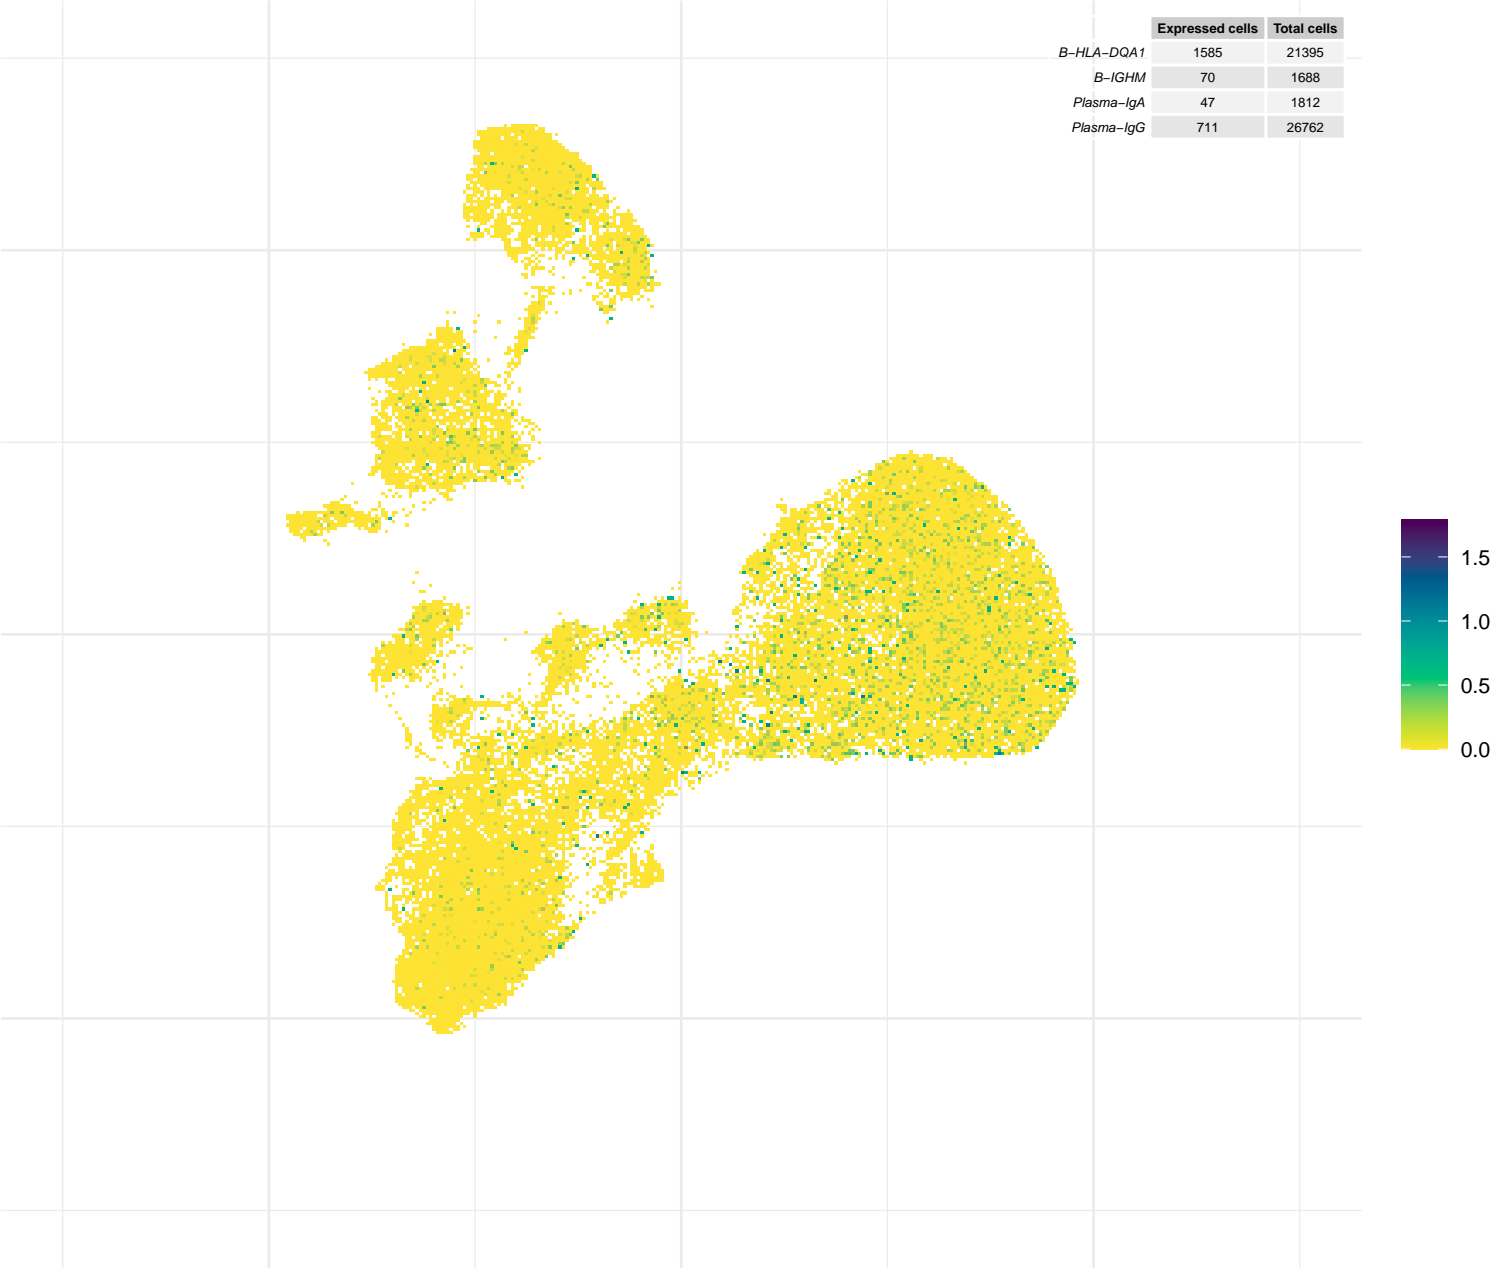 Expressed cells Total cells
B−HLA−DQA1 1585 21395
B−IGHM 70 1688
Plasma−IgA 47 1812
Plasma−IgG 711 26762
1.5
1.0
0.5
0.0